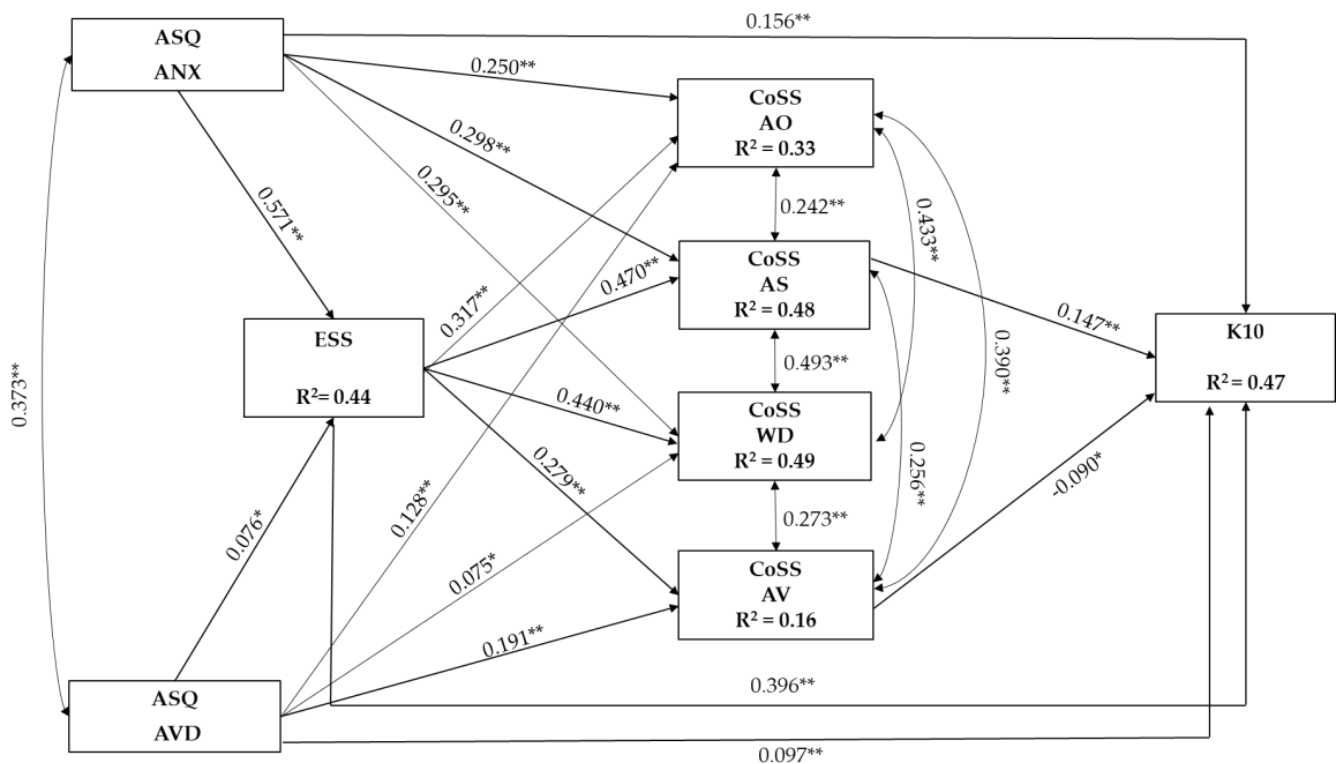 0.156**
ASQ
ANX
0.250**
CoSS
AO
R² = 0.33
0.298**
0.295**
0.571**
0.242**
0.433**
CoSS
AS
R² = 0.48
0.470**
0.317**
0.147**
K10
R² = 0.47
ESS
R²= 0.44
0.390**
0.493**
0.373**
0.440**
CoSS
WD
R² = 0.49
0.279**
0.256**
-0.090*
0.128**
0.273**
0.076*
0.075*
CoSS
AV
R² = 0.16
0.191**
0.396**
ASQ
AVD
0.097**